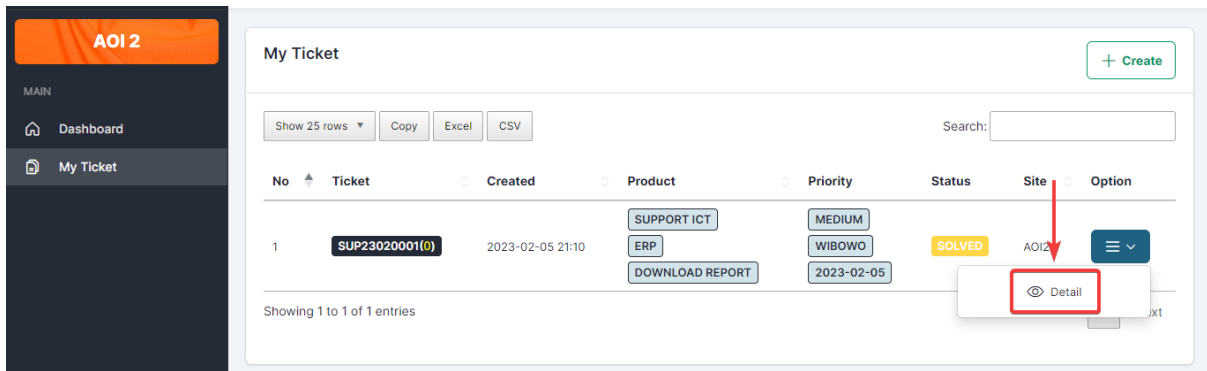 AOI 2
MAIN
Dashboard
My Ticket
My Ticket
+ Create
Show 25 rows Copy Excel CSV
Search:
No Ticket Created Product Priority Status Site Option
SUPPORT ICT MEDIUM
1 SUP23020001(0) 2023-02-05 21:10 ERP WIBOWO SOLVED AOI2
DOWNLOAD REPORT 2023-02-05
Detail
Showing 1 to 1 of 1 entries